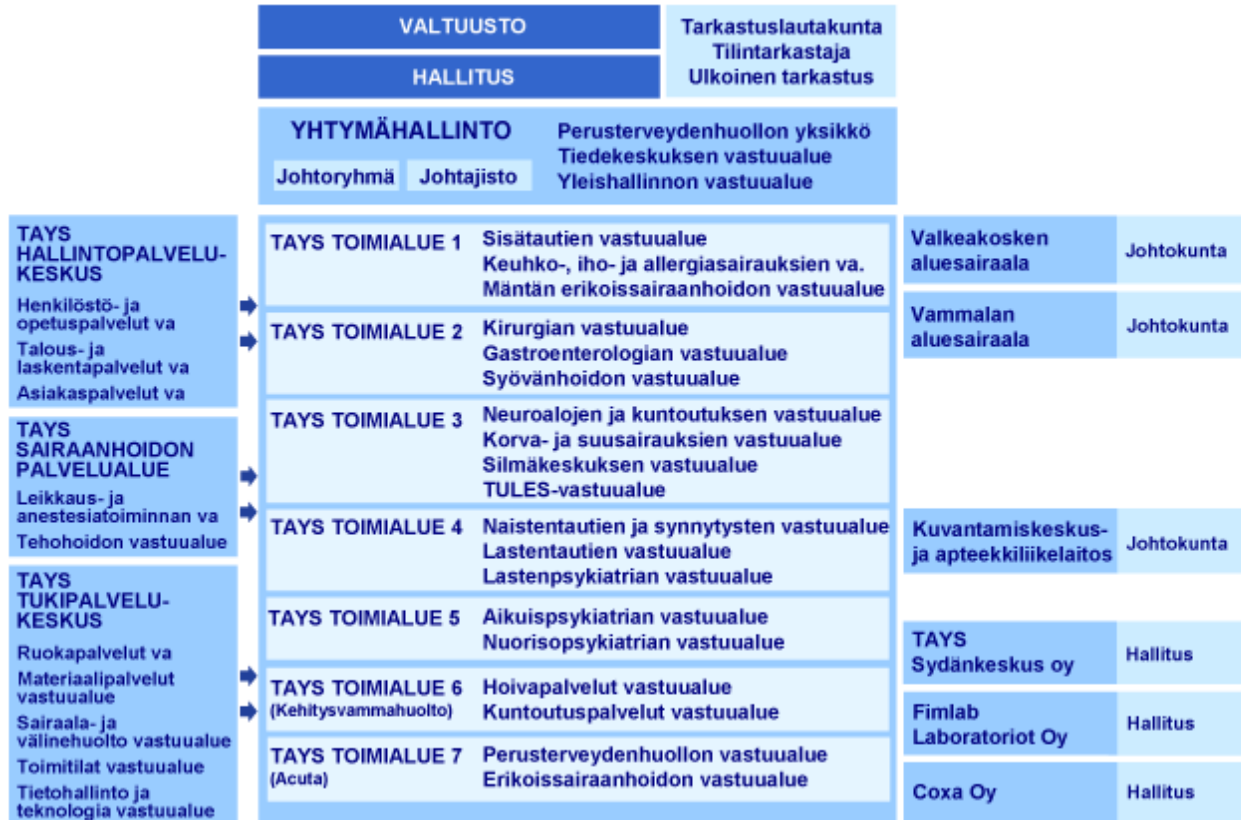 VALTUUSTO
HALLITUS
Tarkastuslautakunta
Tilintarkastaja
Ulkoinen tarkastus
YHTYMÄHALLINTO
Johtoryhmä
Johtajisto
Perusterveydenhuollon yksikkö
Tiedekeskuksen vastuualue
Yleishallinnon vastuualue
TAYS
HALLINTOPALVELU-
KESKUS
Henkilöstö- ja
opetuspalvelut va
Talous- ja
laskentapalvelut va
Asiakaspalvelut va
TAYS
SAIRAANHOIDON
PALVELUALUE
Leikkaus- ja
anestesiatoiminnan va
Tehohoidon vastuualue
TAYS
TUKIPALVELU-
KESKUS
Ruokapalvelut va
Materiaalipalvelut
vastuualue
Sairaala- ja
välinehuolto vastuualue
Toimitilat vastuualue
Tietohallinto ja
teknologia vastuualue
TAYS TOIMIALUE 1
Sisätautien vastuualue
Keuhko-, iho- ja allergiasairauksien va.
Mäntän erikoissairaanhoidon vastuualue
TAYS TOIMIALUE 2
Kirurgian vastuualue
Gastroenterologian vastuualue
Syövänhoidon vastuualue
TAYS TOIMIALUE 3
Neuroalojen ja kuntoutuksen vastuualue
Korva- ja suusairauksien vastuualue
Silmäkeskuksen vastuualue
TULES-vastuualue
TAYS TOIMIALUE 4
Naistentautien ja synnytysten vastuualue
Lastentautien vastuualue
Lastenpsykiatrian vastuualue
TAYS TOIMIALUE 5
Aikuispsykiatrian vastuualue
Nuorisopsykiatrian vastuualue
TAYS TOIMIALUE 6
(Kehitysvammahuolto)
Hoivapalvelut vastuualue
Kuntoutuspalvelut vastuualue
TAYS TOIMIALUE 7
(Acuta)
Perusterveydenhuollon vastuualue
Erikoissairaanhoidon vastuualue
Valkeakosken
aluesairaala
Johtokunta
Vammalan
aluesairaala
Johtokunta
Kuvantamiskeskus-
ja apteekkiliikelaitos
Johtokunta
TAYS
Sydänkeskus oy
Hallitus
Fimlab
Laboratoriot Oy
Hallitus
Coxa Oy
Hallitus